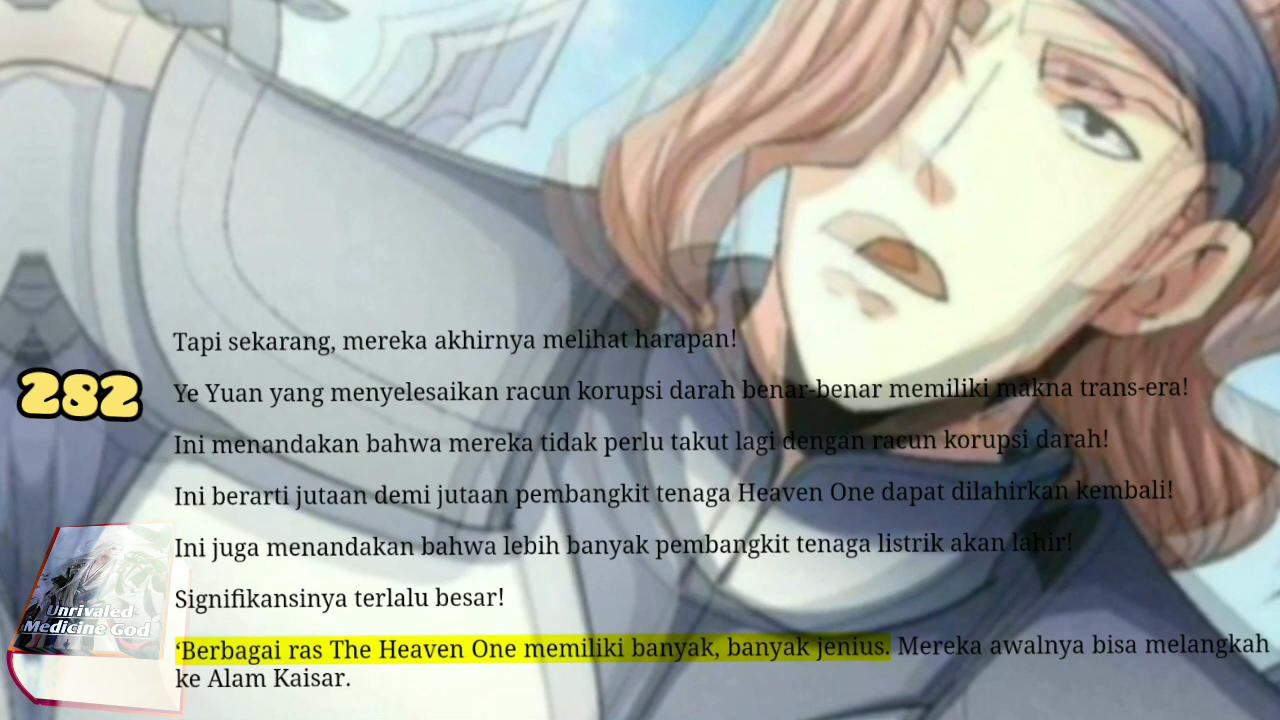 Tapi sekarang, mereka akhirnya melihat harapan!
Ye Yuan yang menyelesaikan racun korupsi darah benar-benar memiliki makna trans-era!
282
Ini menandakan bahwa mereka tidak perlu takut lagi dengan racun korupsi darah!
Ini berarti jutaan demi jutaan pembangkit tenaga Heaven One dapat dilahirkan kembali!
Ini juga menandakan bahwa lebih banyak pembangkit tenaga listrik akan lahir!
Signifikansinya terlalu besar!
Unrivaled
Medicine God
‘Berbagai ras The Heaven One memiliki banyak, banyak jenius. Mereka awalnya bisa melangkah
ke Alam Kaisar.